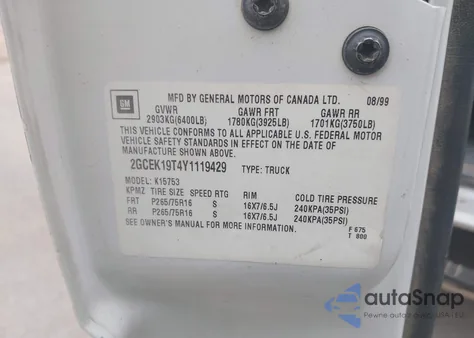 GM
MFD BY GENERAL MOTORS OF CANADA LTD. 08/99
GVWR GAWR FRT GAWR RR
2903KG(6400LB) 1780KG(3925LB) 1701KG(3750LB)
THIS VEHICLE CONFORMS TO ALL APPLICABLE U.S. FEDERAL MOTOR
VEHICLE SAFETY STANDARDS IN EFFECT ON THE DATE OF
MANUFACTURE SHOWN ABOVE.
2GCEK19T4Y1119429 TYPE: TRUCK
MODEL: K15753
KPMZ TIRE SIZE SPEED RTG RIM COLD TIRE PRESSURE
FRT P265/75R16 S 16X7/6.5J 240KPA(35PSI)
RR P265/75R16 S 16X7/6.5J 240KPA(35PSI)
SEE OWNER'S MANUAL FOR MORE INFORMATION. F 675
T 800
autoSnap
Pewne auto z USA i EU